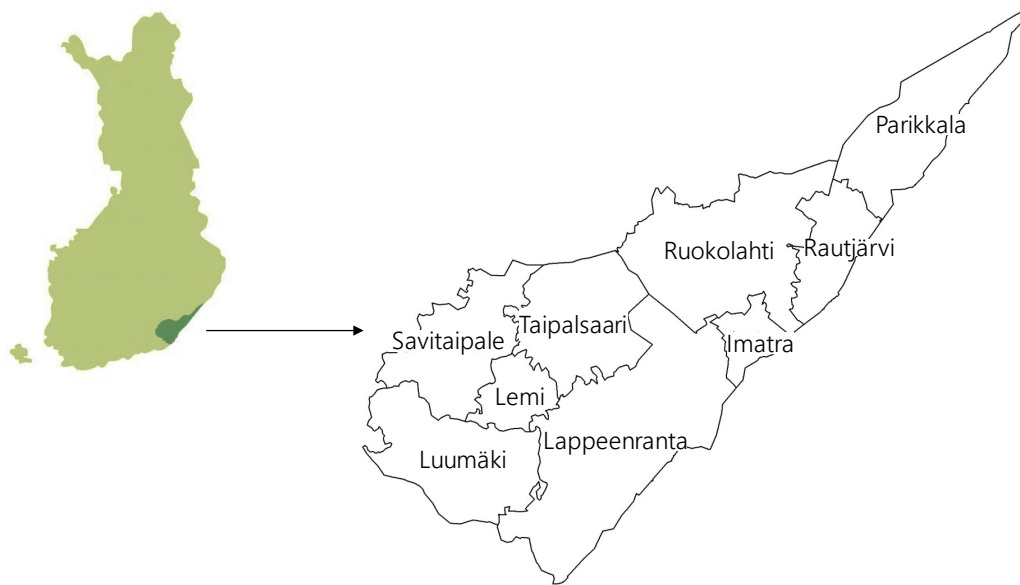 Parikkala
Ruokolahti
Rautjärvi
Taipalsaari
Savitaipale
Imatra
Lemi
Lappeenranta
Luumäki